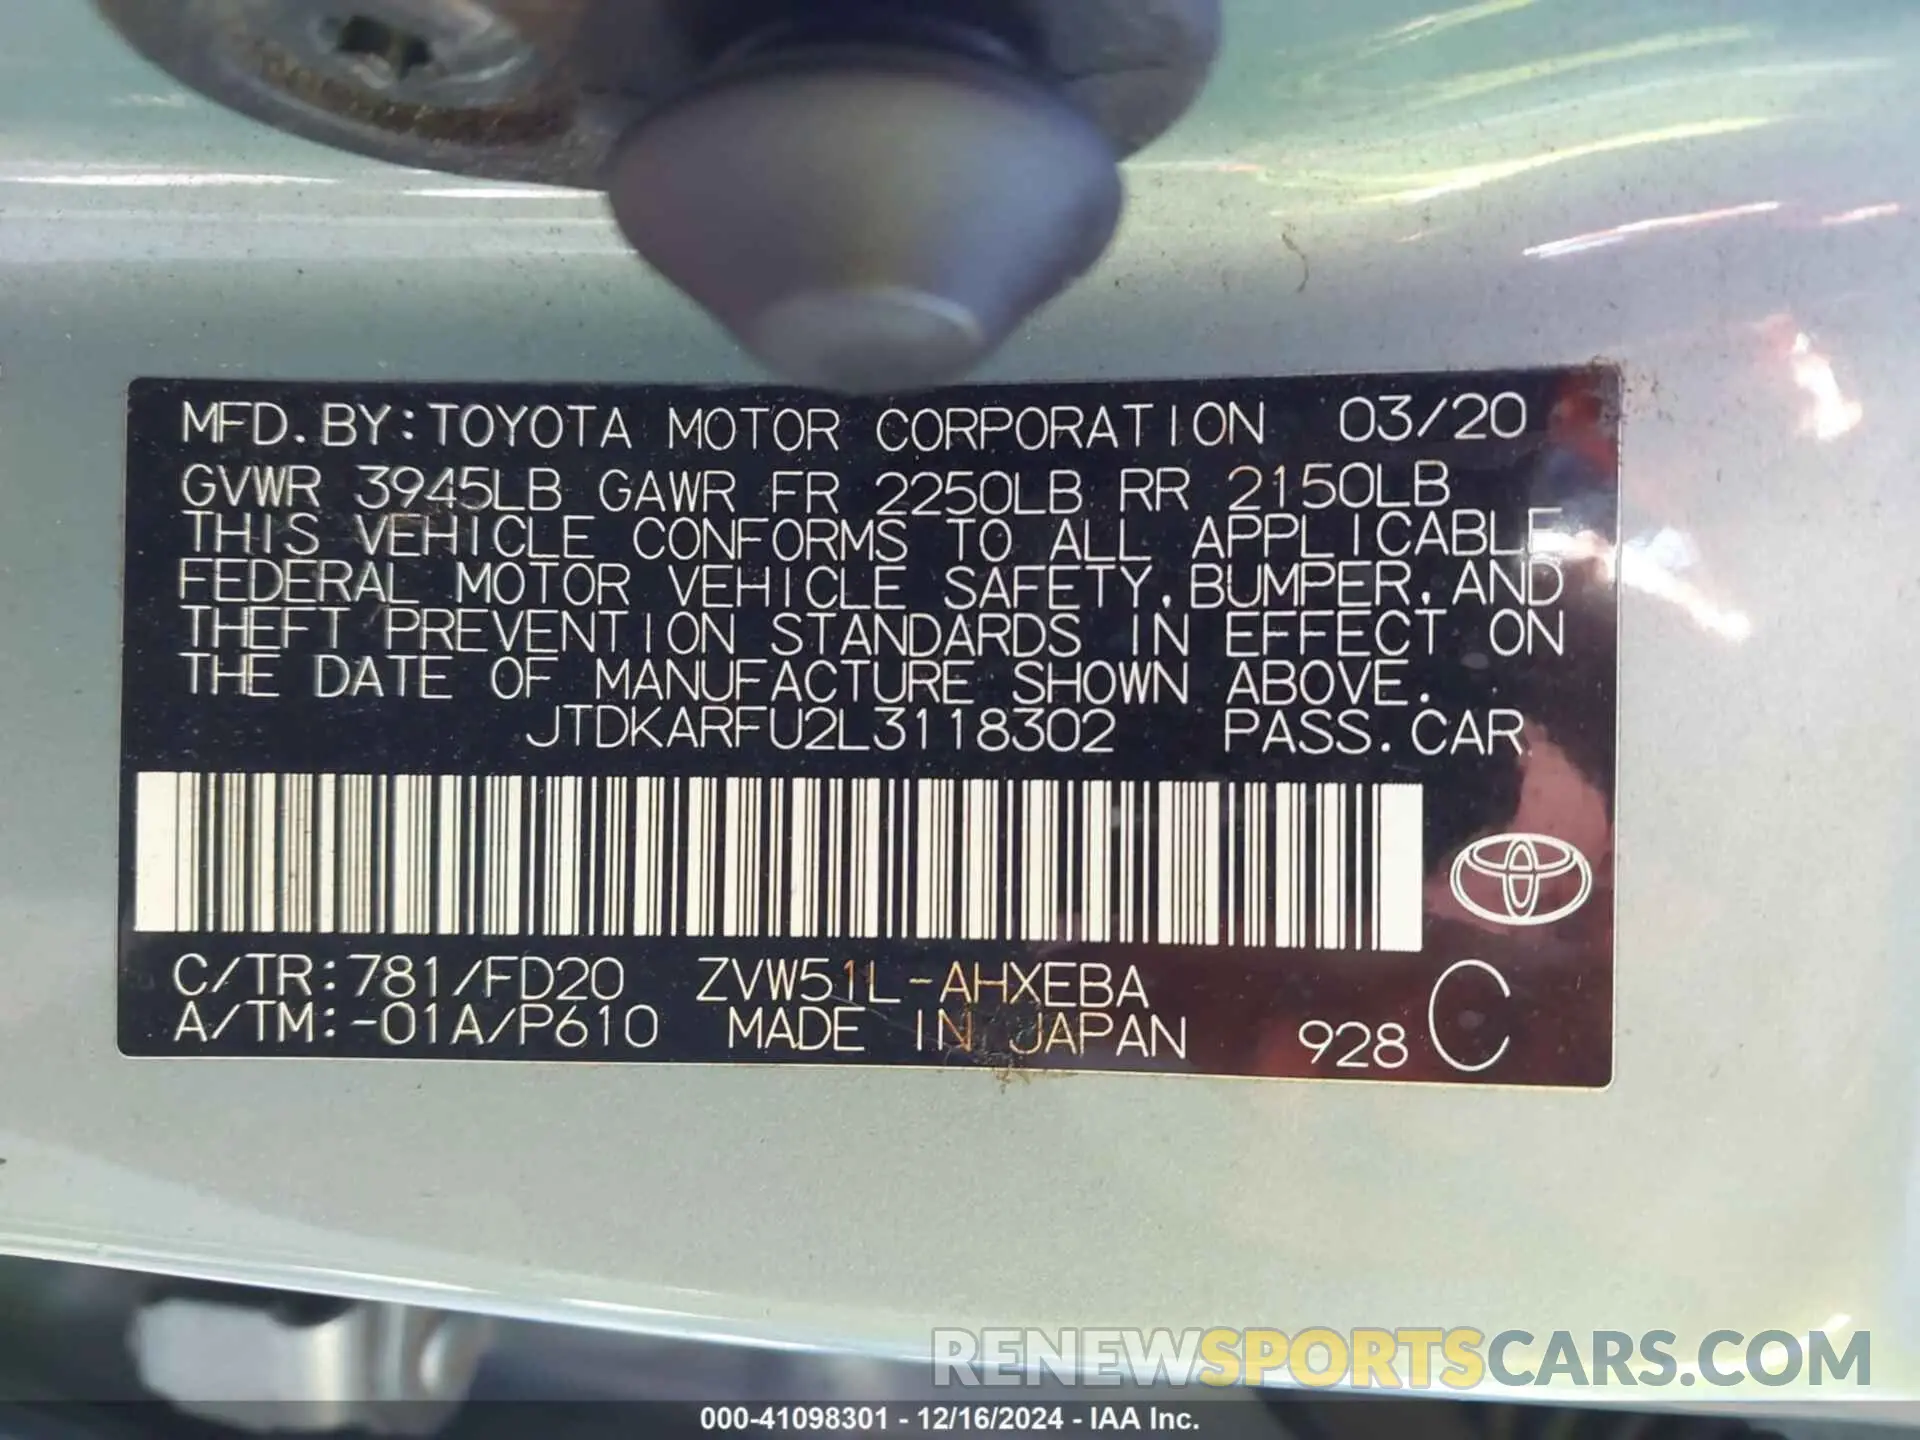 MFD.BY:TOYOTA MOTOR CORPORATION 03/20
GVWR 3945LB GAWR FR 2250LB RR 2150LB
THIS VEHICLE CONFORMS TO ALL APPLICABLE
FEDERAL MOTOR VEHICLE SAFETY, BUMPER, AND
THEFT PREVENTION STANDARDS IN EFFECT ON
THE DATE OF MANUFACTURE SHOWN ABOVE.
JTDKARFU2L3118302 PASS.CAR
C/TR:781/FD20 ZVW51L-AHXEBA
A/TM:-01A/P610 MADE IN JAPAN 928 C
RENEWSPORTSCARS.COM
000-41098301 - 12/16/2024 - IAA Inc.